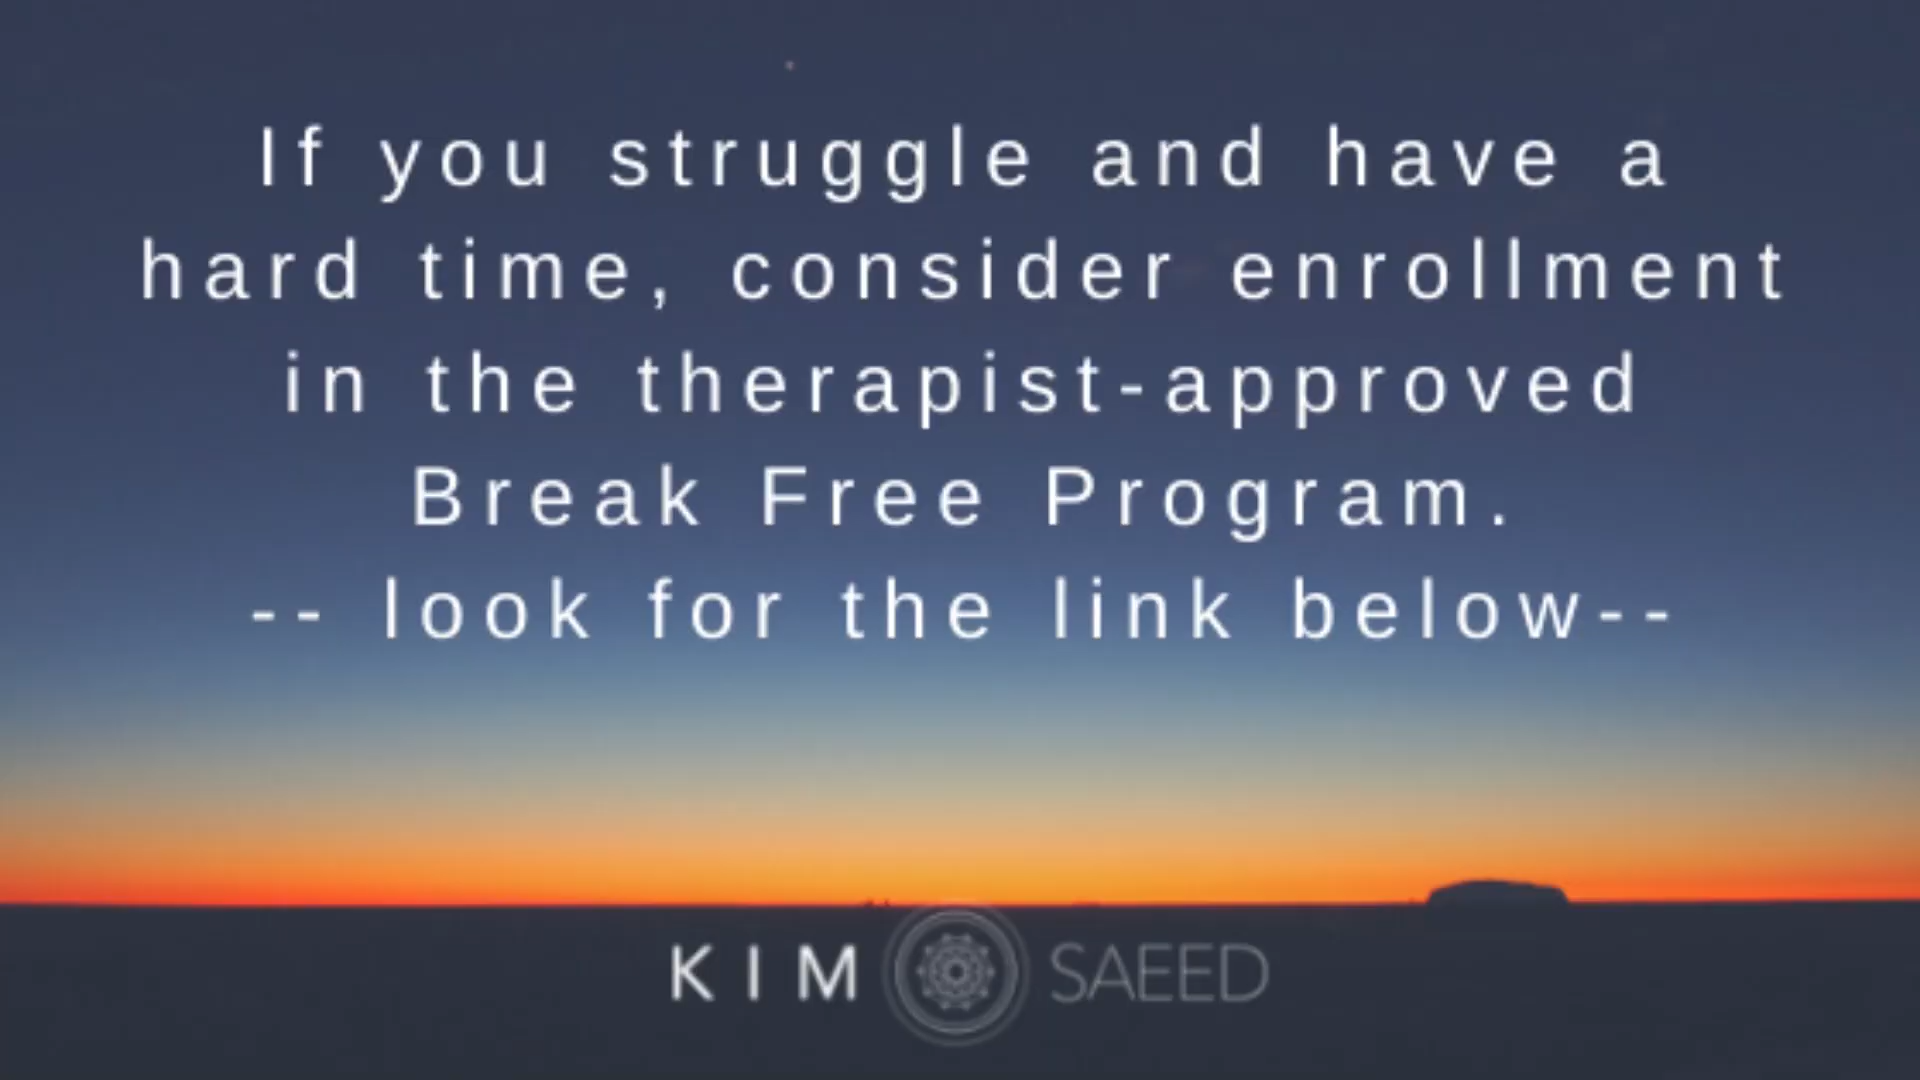 If you struggle and have a
hard time, consider enrollment
in the therapist-approved
Break Free Program.
-- look for the link below--
KIM SAEED